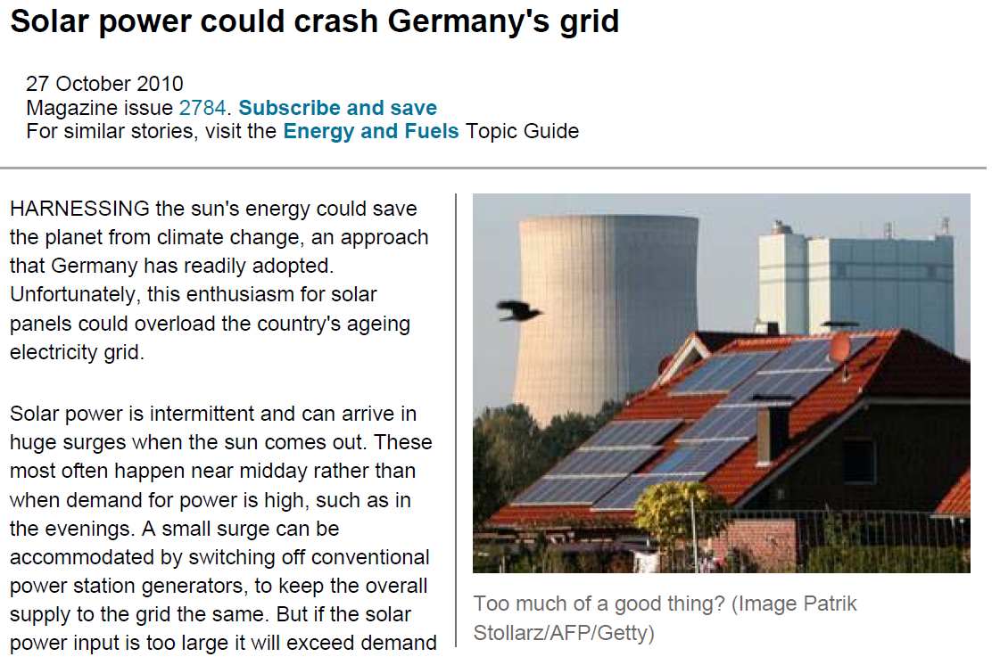 Solar power could crash Germany's grid
27 October 2010
Magazine issue 2784. Subscribe and save
For similar stories, visit the Energy and Fuels Topic Guide
HARNESSING the sun's energy could save
the planet from climate change, an approach
that Germany has readily adopted.
Unfortunately, this enthusiasm for solar
panels could overload the country's ageing
electricity grid.
Solar power is intermittent and can arrive in
huge surges when the sun comes out. These
most often happen near midday rather than
when demand for power is high, such as in
the evenings. A small surge can be
accommodated by switching off conventional
power station generators, to keep the overall
supply to the grid the same. But if the solar
power input is too large it will exceed demand
Too much of a good thing? (Image Patrik
Stollarz/AFP/Getty)